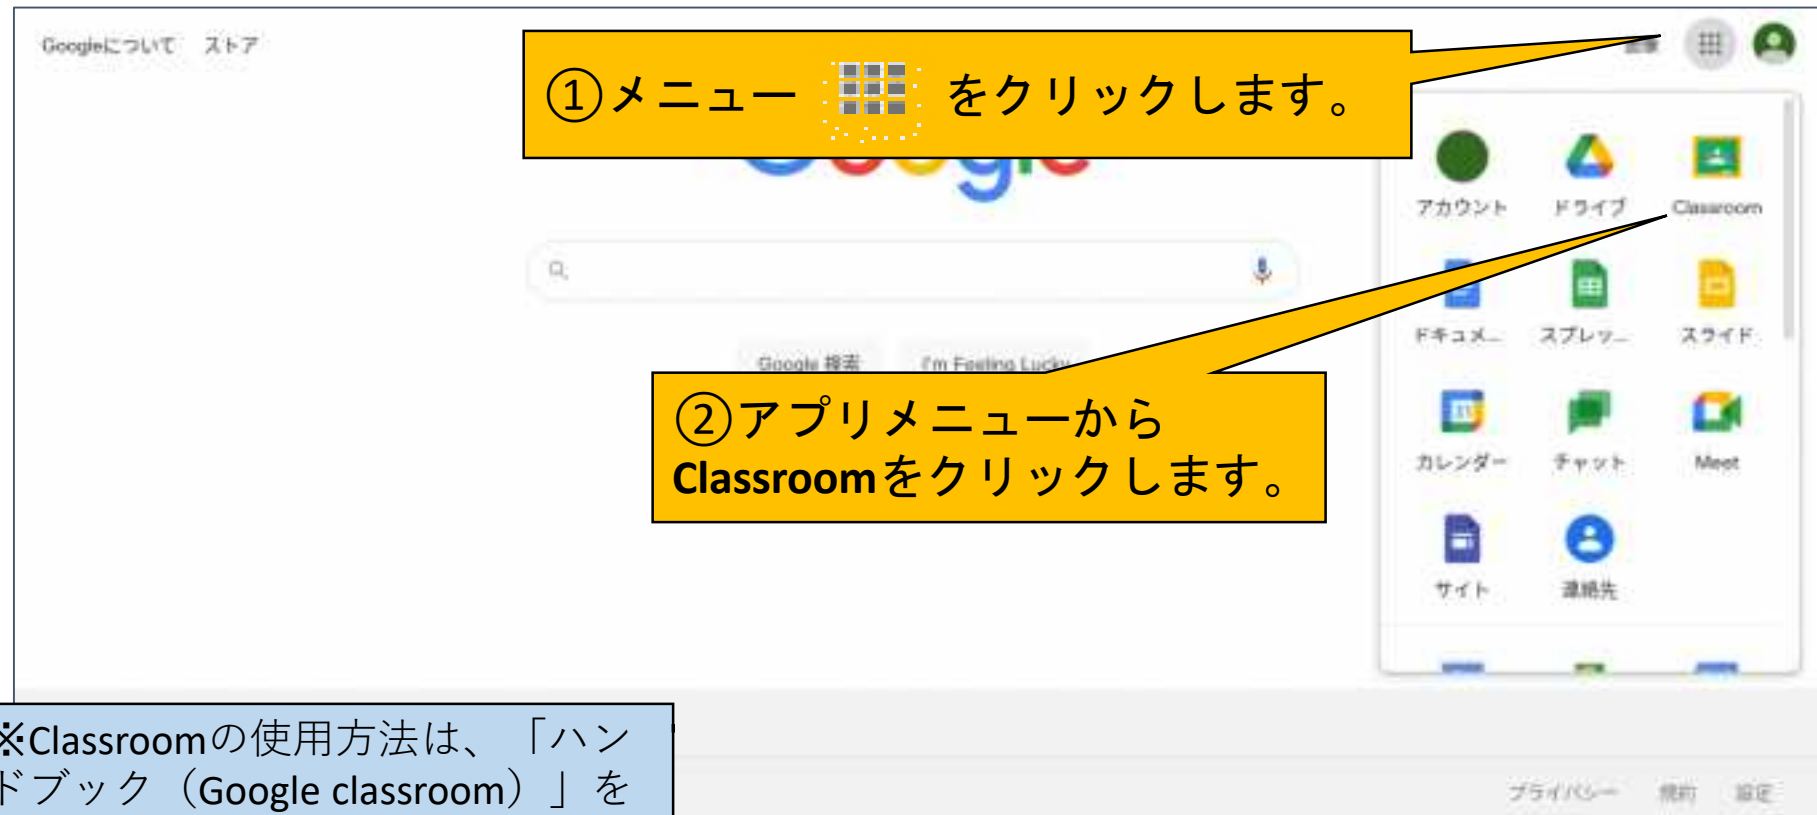 Googleについて ストア
画像
①メニュー をクリックします。
Google
アカウント ドライブ Classroom
ドキュメ... スプレッ... スライド
Google 検索 I'm Feeling Lucky
②アプリメニューから
Classroomをクリックします。
カレンダー チャット Meet
サイト 連絡先
※Classroomの使用方法は、「ハン
ドブック（Google classroom）」を
プライバシー 規約 設定